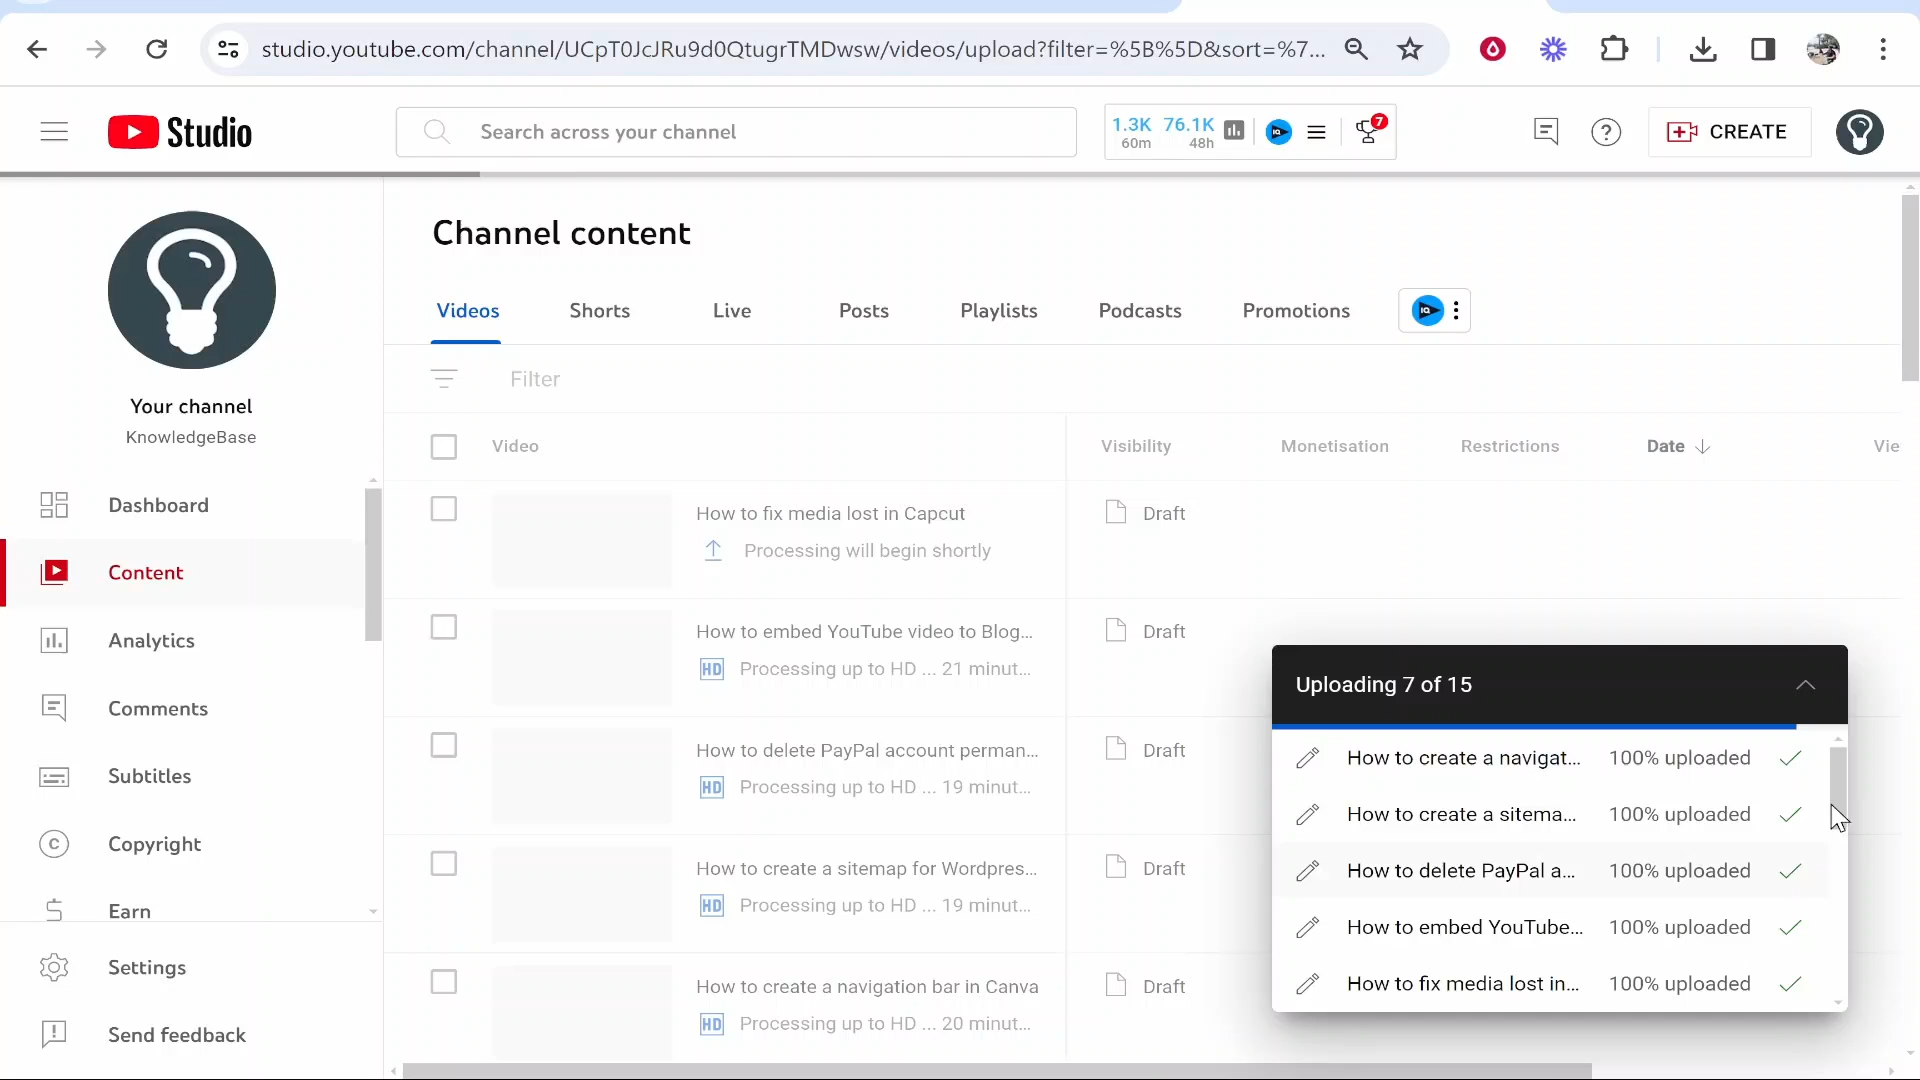 studio.youtube.com/channel/UCpT0JcJRu9d0QtugrTMDwsw/videos/upload?filter=%5B%5D&sort=%7...
Studio
Search across your channel
1.3K 76.1K
60m 48h
IQ
7
CREATE
Channel content
Videos Shorts Live Posts Playlists Podcasts Promotions
IQ
Your channel
KnowledgeBase
Filter
Video Visibility Monetisation Restrictions Date Vie
Dashboard
Content
Analytics
Comments
Subtitles
C
Copyright
Earn
Settings
Send feedback
How to fix media lost in Capcut Draft
Processing will begin shortly
How to embed YouTube video to Blog... Draft
HD Processing up to HD ... 21 minut...
How to delete PayPal account perman... Draft
HD Processing up to HD ... 19 minut...
How to create a sitemap for Wordpres... Draft
HD Processing up to HD ... 19 minut...
How to create a navigation bar in Canva Draft
HD Processing up to HD ... 20 minut...
Uploading 7 of 15
How to create a navigat... 100% uploaded
How to create a sitema... 100% uploaded
How to delete PayPal a... 100% uploaded
How to embed YouTube... 100% uploaded
How to fix media lost in... 100% uploaded